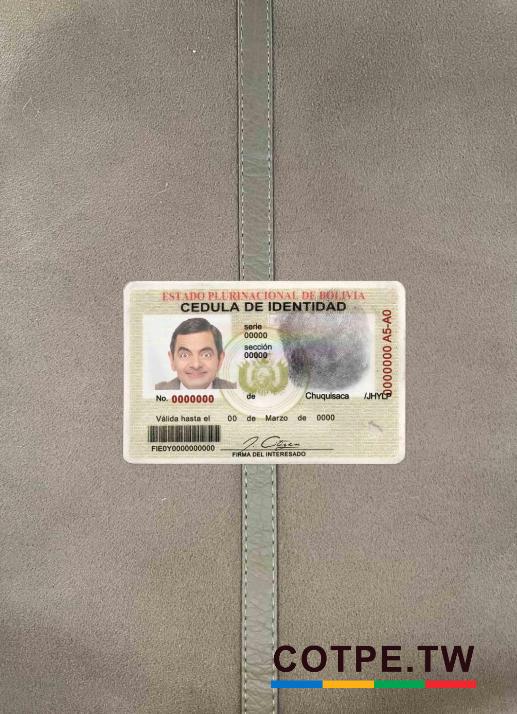 ESTADO PLURINACIONAL DE BOLIVIA
CEDULA DE IDENTIDAD
serie
00000
sección
00000
0000000 A5-A0
No. 0000000 de Chuquisaca /JHYLP
Válida hasta el 00 de Marzo de 0000
FIE0Y0000000000
FIRMA DEL INTERESADO
COTPE.TW